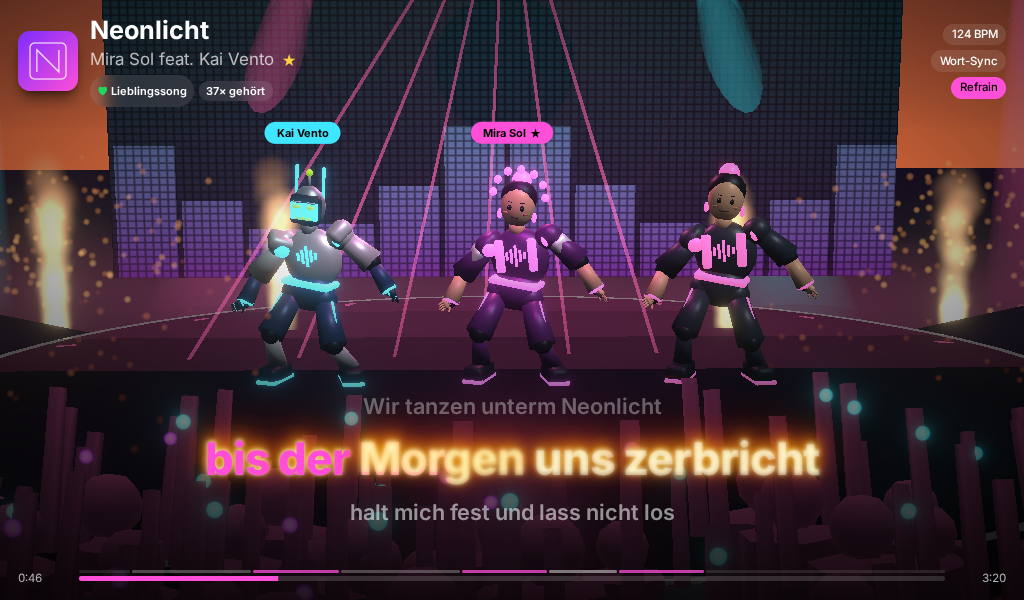 N
Neonlicht
Mira Sol feat. Kai Vento ★
Lieblingssong
37× gehört
124 BPM
Wort-Sync
Refrain
Kai Vento
Mira Sol ★
Wir tanzen unterm Neonlicht
bis der Morgen uns zerbricht
halt mich fest und lass nicht los
0:46
3:20